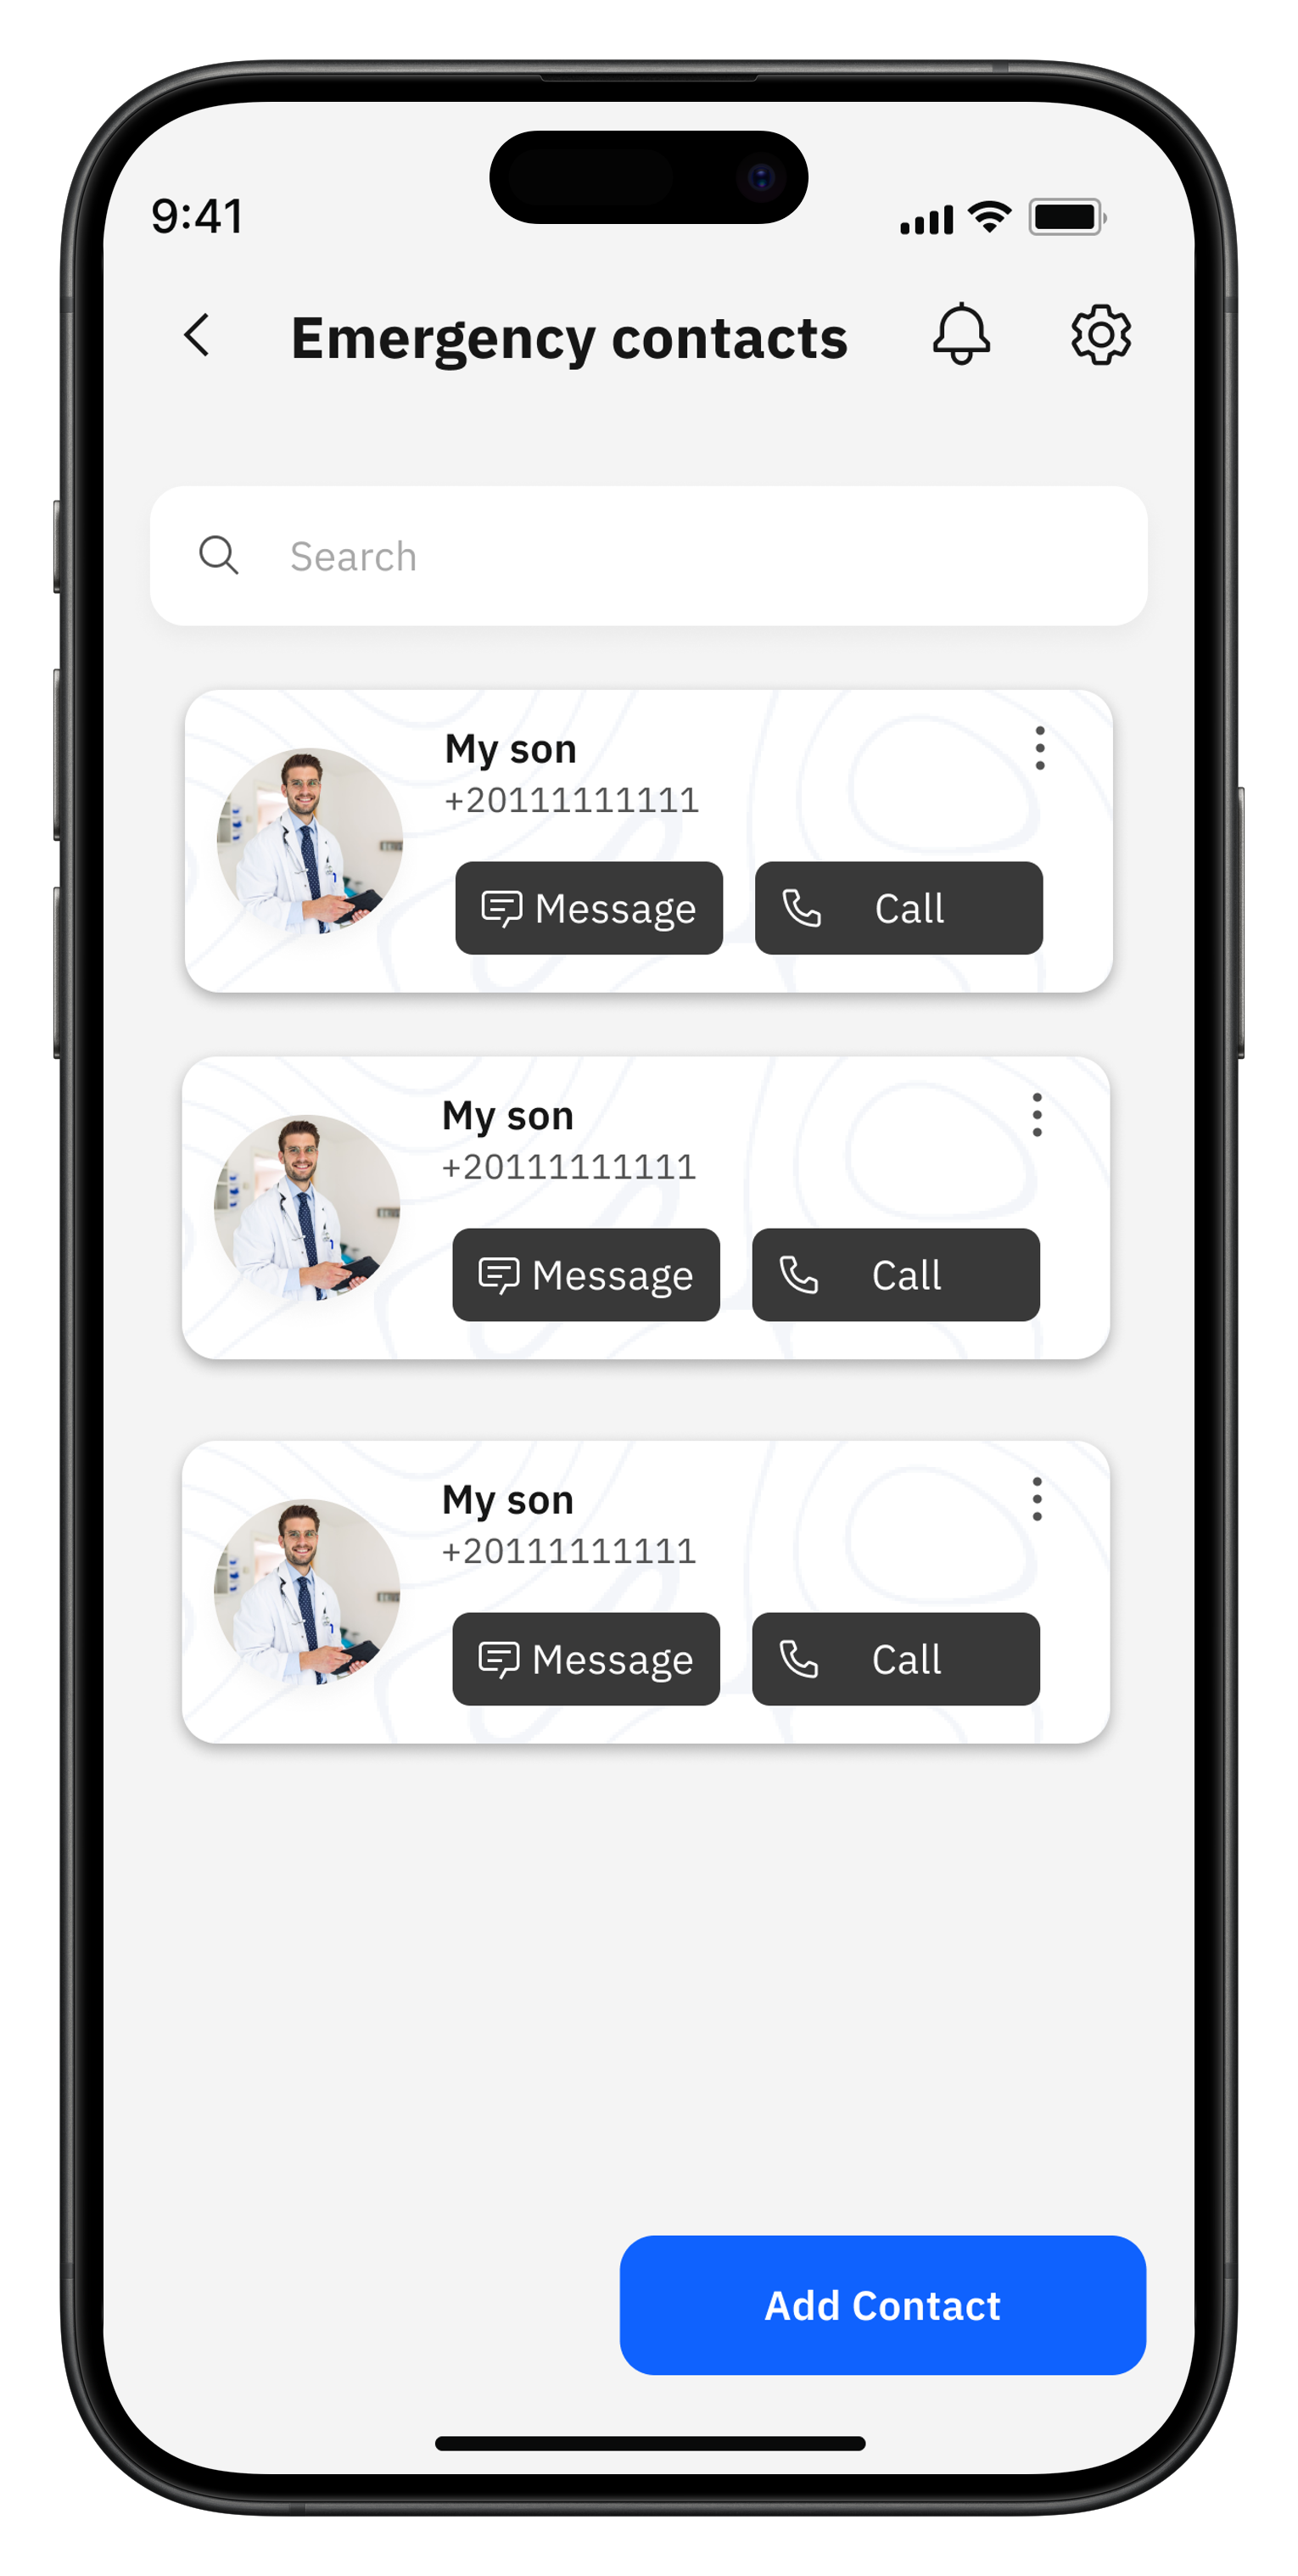 9:41
Emergency contacts
Search
My son
+20111111111
Message Call
My son
+20111111111
Message Call
My son
+20111111111
Message Call
Add Contact